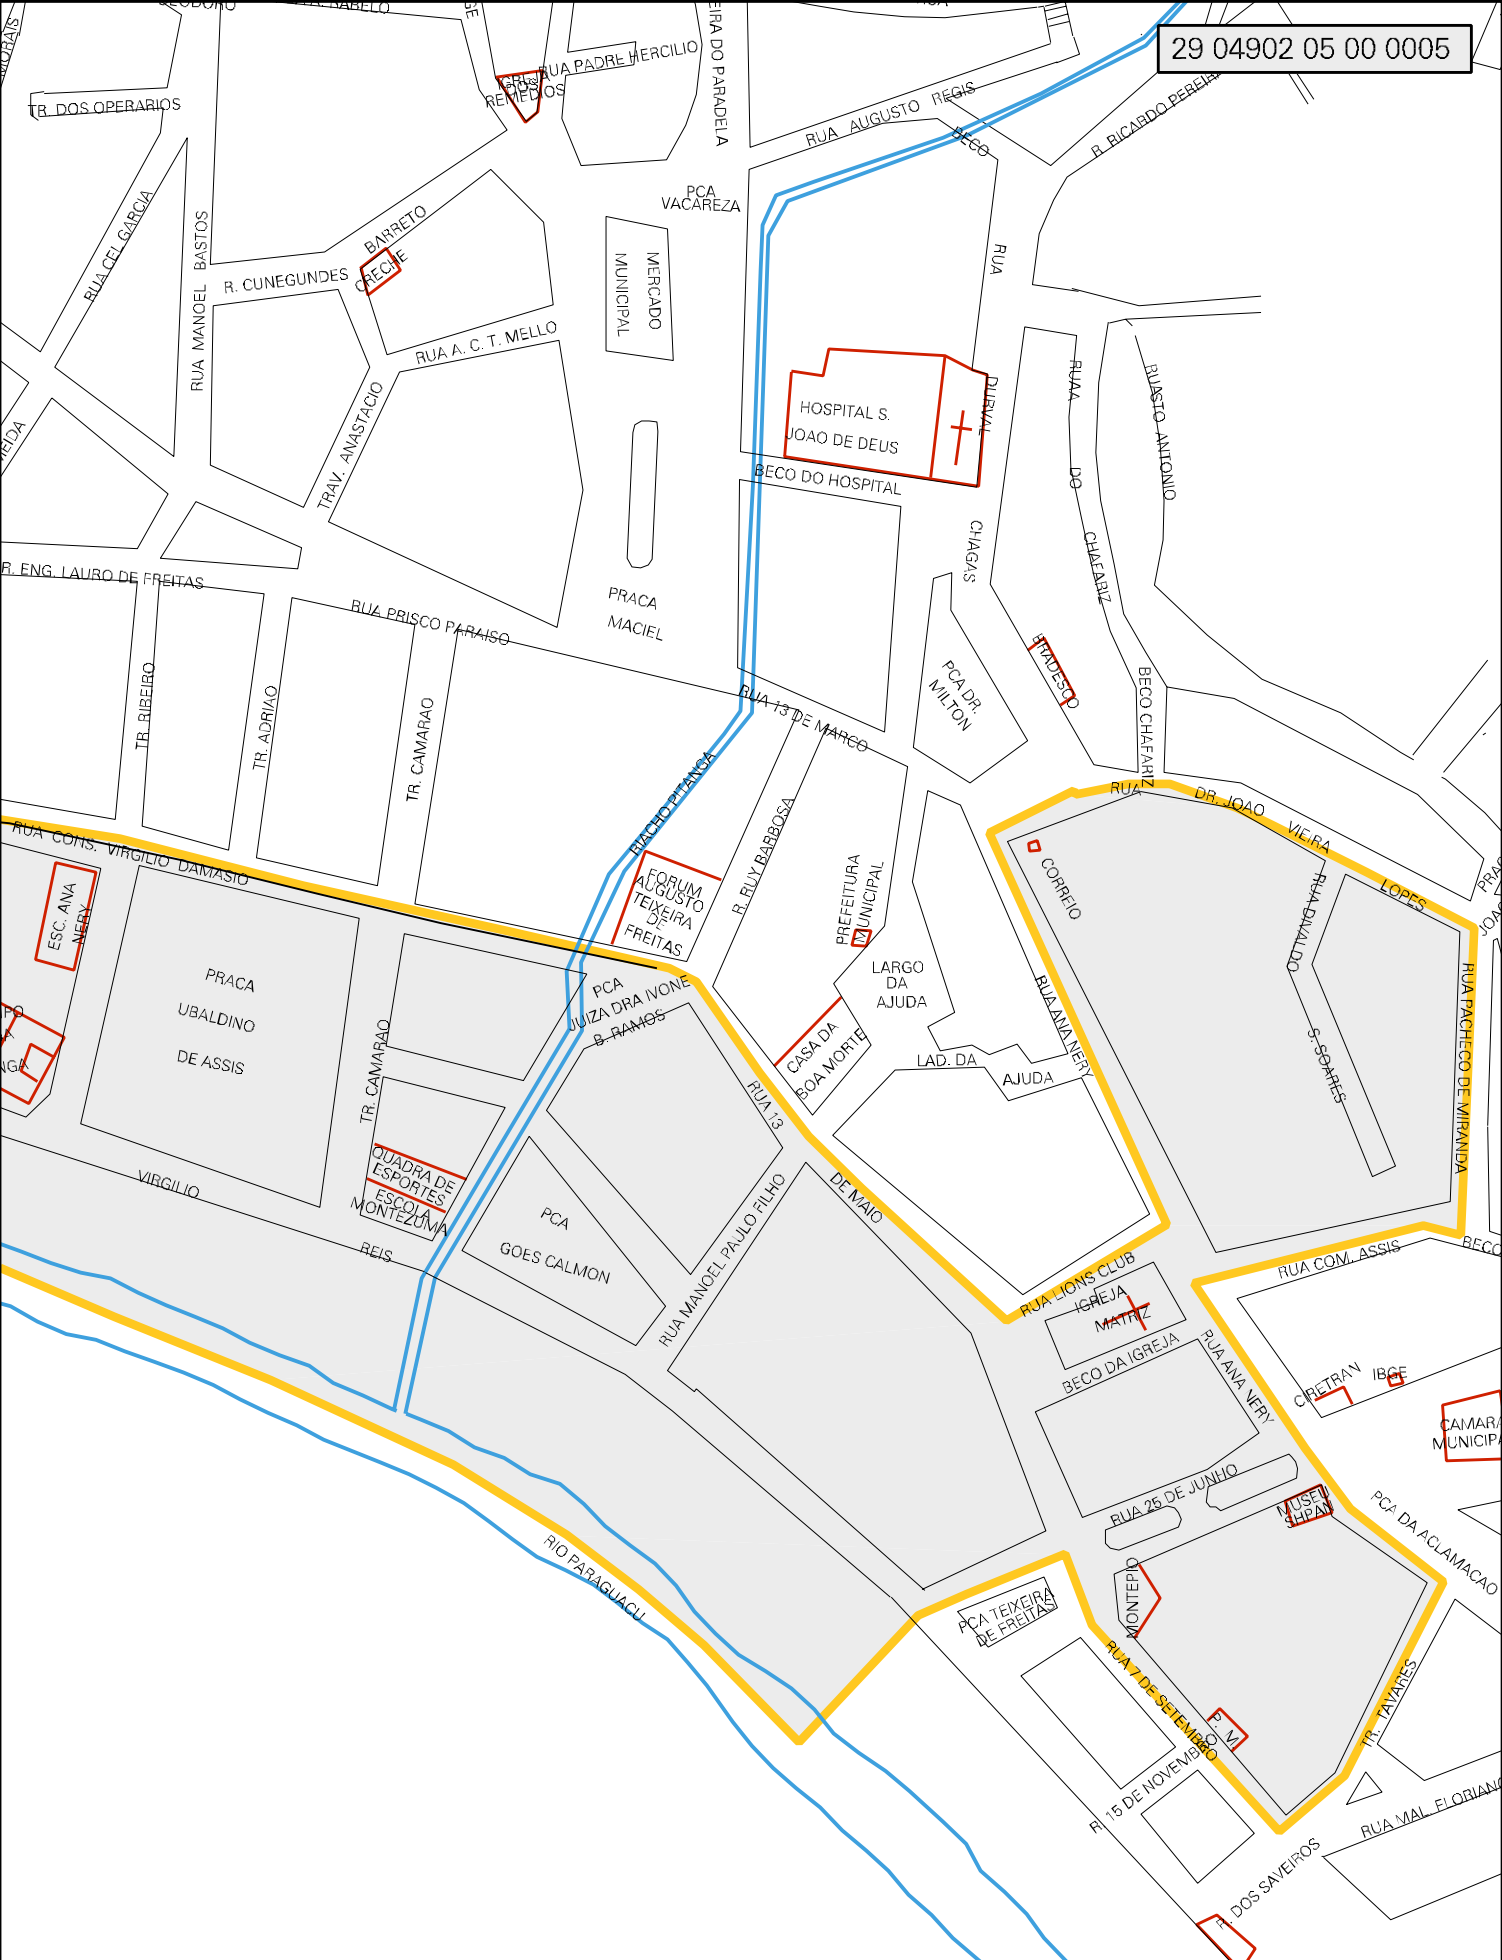 29 04902 05 00 0005
RUA PADRE HERCILIO
IGREJA
DOS
REMEDIOS
EIRA DO PARADELA
TR. DOS OPERARIOS
RUA AUGUSTO REGIS
BECO
R. RICARDO PEREIRA
PCA
VACAREZA
RUA CEL GARCIA
RUA MANOEL BASTOS
BARRETO
R. CUNEGUNDES
CRECHE
MERCADO
MUNICIPAL
RUA
RUA A. C. T. MELLO
TRAV. ANASTACIO
HOSPITAL S.
JOAO DE DEUS
DURVAL
RUA
RUA STO ANTONIO
DO
BECO DO HOSPITAL
CHAGAS
CHAFARIZ
R. ENG. LAURO DE FREITAS
RUA PRISCO PARAISO
PRACA
MACIEL
BRADESCO
PCA DR.
MILTON
BECO CHAFARIZ
TR. RIBEIRO
TR. ADRIAO
TR. CAMARAO
RUA 13 DE MARCO
RIACHO PITANGA
R. RUY BARBOSA
RUA
DR. JOAO
VIEIRA
LOPES
RUA CONS. VIRGILIO DAMASIO
ESC. ANA
NERY
FORUM
AUGUSTO
TEIXEIRA
DE
FREITAS
PREFEITURA
MUNICIPAL
CORREIO
RUA DIVALDO
S. SOARES
RUA PACHECO DE MIRANDA
PRACA
UBALDINO
DE ASSIS
PCA
JUIZA DRA IVONE
B. RAMOS
LARGO
DA
AJUDA
RUA ANA NERY
CASA DA
BOA MORTE
LAD. DA
AJUDA
TR. CAMARAO
RUA 13
DE MAIO
QUADRA DE
ESPORTES
ESCOLA
MONTEZUMA
VIRGILIO
REIS
PCA
GOES CALMON
RUA MANOEL PAULO FILHO
RUA LIONS CLUB
IGREJA
MATRIZ
RUA COM. ASSIS
BECO
BECO DA IGREJA
RUA ANA NERY
CIRETRAN
IBGE
CAMARA
MUNICIPA
RUA 25 DE JUNHO
MUSEU
SHPAN
PCA DA ACLAMACAO
RIO PARAGUACU
PCA TEIXEIRA
DE FREITAS
MONTEPIO
RUA 7 DE SETEMBRO
P. M.
TR. TAVARES
R. 15 DE NOVEMBRO
RUA MAL. FLORIANO
R. DOS SAVEIROS